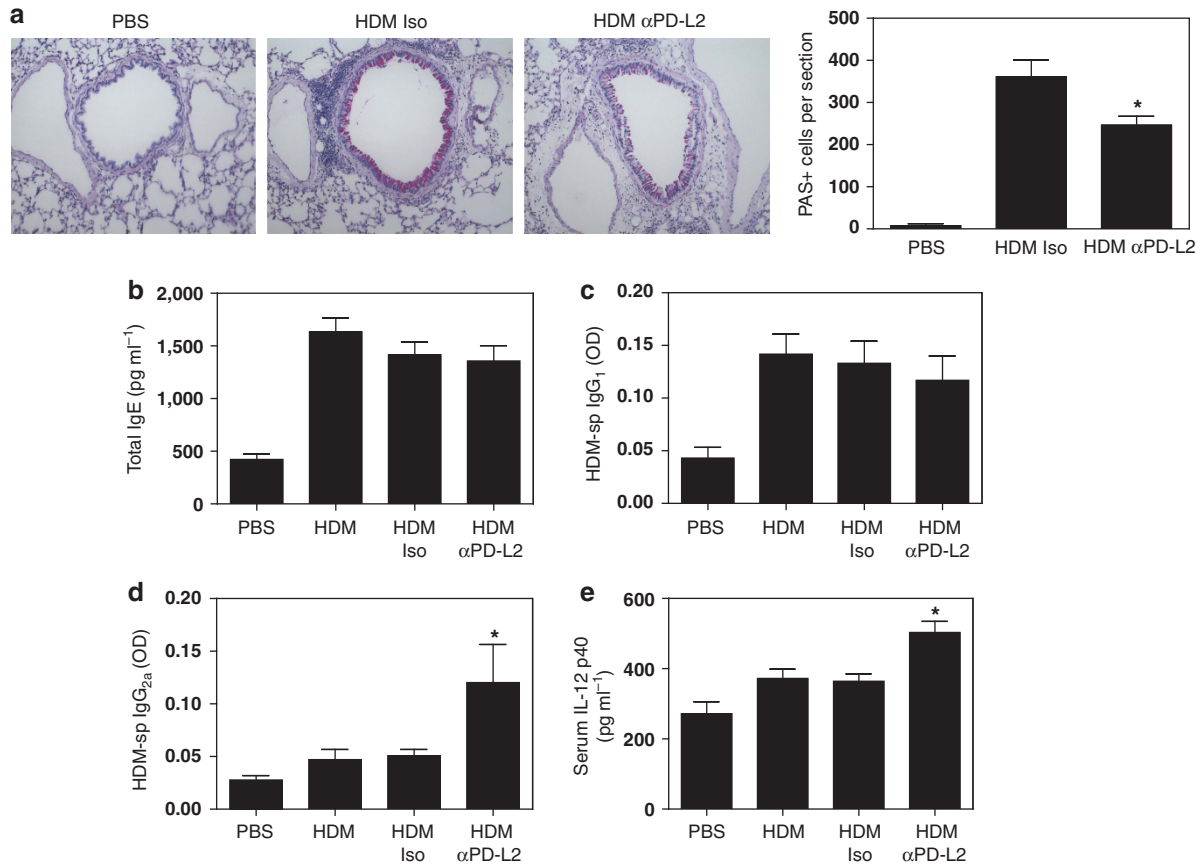 a
PBS
HDM Iso
HDM αPD-L2
PAS+ cells per section
500
400
300
200
100
0
PBS
HDM Iso
HDM αPD-L2
*
b
Total IgE (pg ml⁻¹)
2,000
1,500
1,000
500
0
PBS
HDM
HDM
Iso
HDM
αPD-L2
c
HDM-sp IgG₁ (OD)
0.20
0.15
0.10
0.05
0.00
PBS
HDM
HDM
Iso
HDM
αPD-L2
d
HDM-sp IgG₂ₐ (OD)
0.20
0.15
0.10
0.05
0.00
*
PBS
HDM
HDM
Iso
HDM
αPD-L2
e
Serum IL-12 p40
(pg ml⁻¹)
600
400
200
0
*
PBS
HDM
HDM
Iso
HDM
αPD-L2